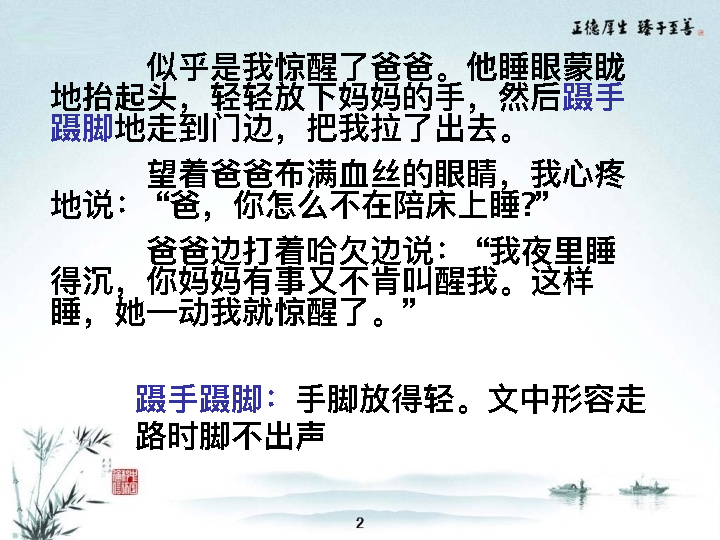 正德厚生 臻于至善
似乎是我惊醒了爸爸。他睡眼蒙眬
地抬起头，轻轻放下妈妈的手，然后蹑手
蹑脚地走到门边，把我拉了出去。
望着爸爸布满血丝的眼睛，我心疼
地说：“爸，你怎么不在陪床上睡?”
爸爸边打着哈欠边说：“我夜里睡
得沉，你妈妈有事又不肯叫醒我。这样
睡，她一动我就惊醒了。”
蹑手蹑脚：手脚放得轻。文中形容走
路时脚不出声
2